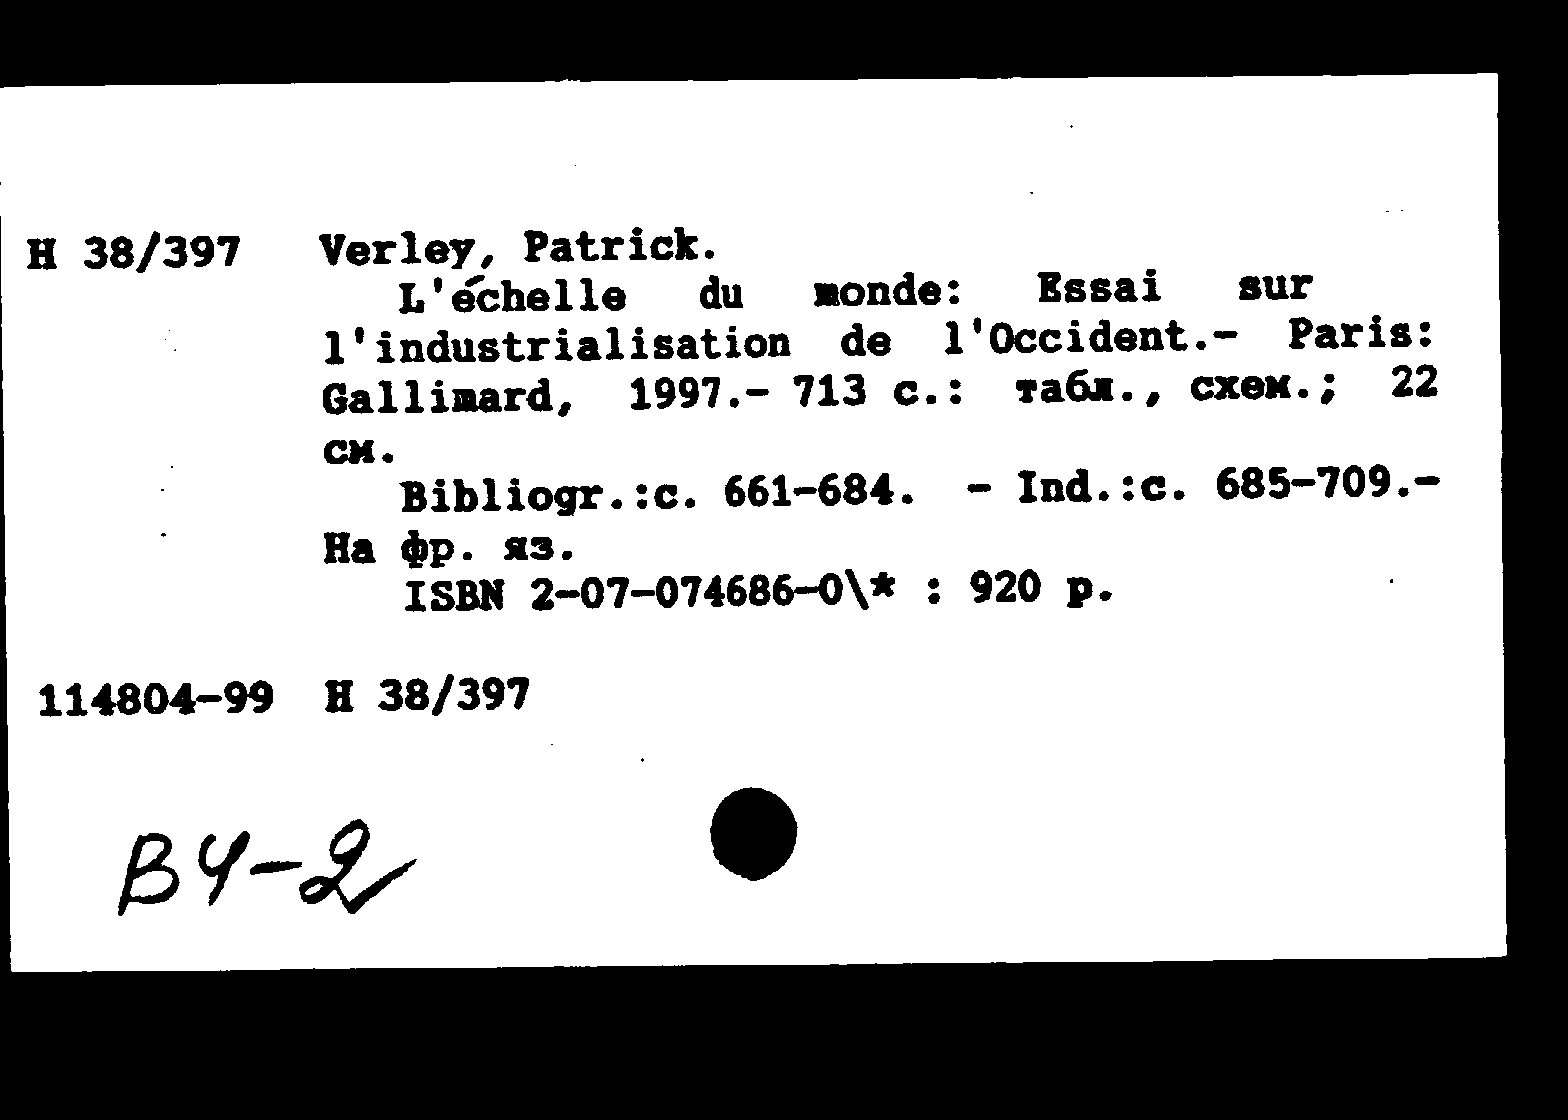 Н 38/397 Verley, Patrick.
L'échelle du monde: Essai sur
l'industrialisation de l'Occident.- Paris:
Gallimard, 1997.- 713 с.: табл., схем.; 22
см.
Bibliogr.:с. 661-684. - Ind.:с. 685-709.-
На фр. яз.
ISBN 2-07-074686-0\* : 920 р.
114804-99 Н 38/397
В4-2